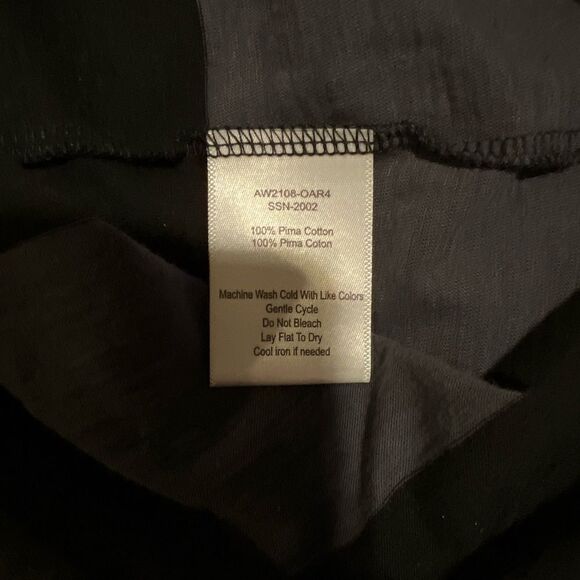 AW2108-OAR4
SSN-2002
100% Pima Cotton
100% Pima Coton
Machine Wash Cold With Like Colors
Gentle Cycle
Do Not Bleach
Lay Flat To Dry
Cool iron if needed